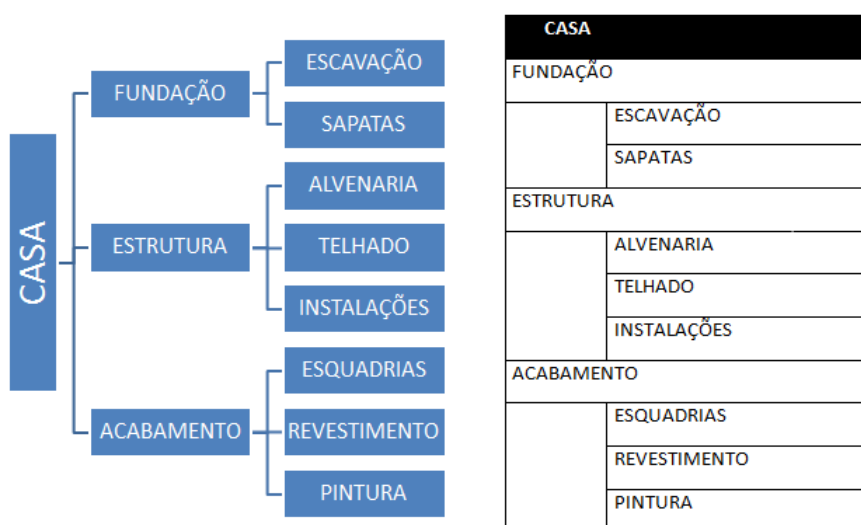 CASA
FUNDAÇÃO
ESCAVAÇÃO
SAPATAS
ESTRUTURA
ALVENARIA
TELHADO
INSTALAÇÕES
ACABAMENTO
ESQUADRIAS
REVESTIMENTO
PINTURA
CASA
FUNDAÇÃO
ESCAVAÇÃO
SAPATAS
ESTRUTURA
ALVENARIA
TELHADO
INSTALAÇÕES
ACABAMENTO
ESQUADRIAS
REVESTIMENTO
PINTURA